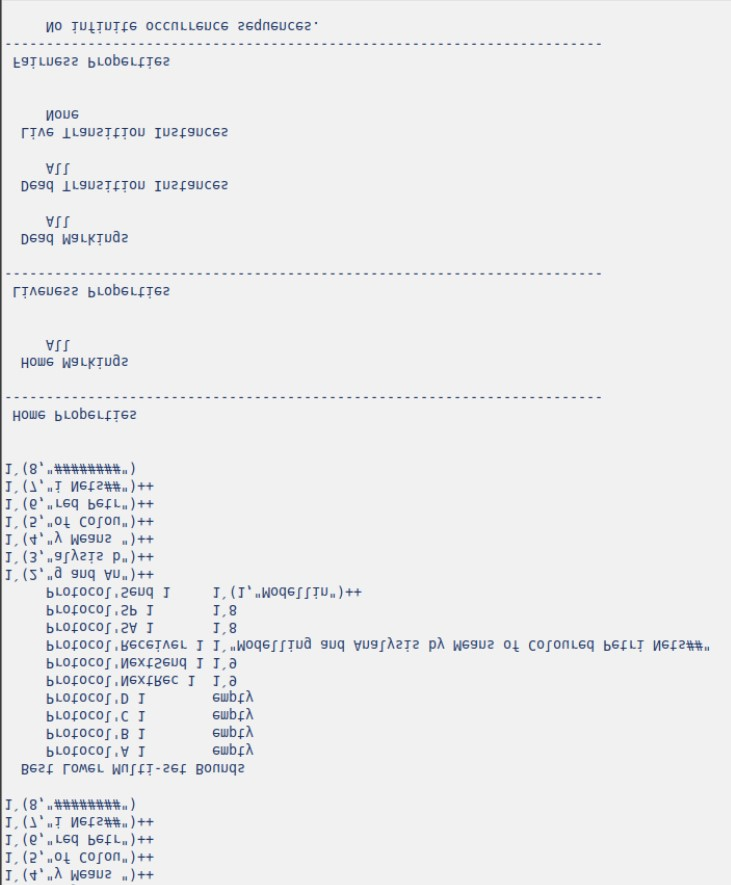 1`(4,"y Means ")++
1`(5,"of Colou")++
1`(6,"red Petr")++
1`(7,"i Nets##")++
1`(8,"########")

Best Lower Multi-set Bounds
Protocol'A 1 empty
Protocol'B 1 empty
Protocol'C 1 empty
Protocol'D 1 empty
Protocol'NextRec 1 1`9
Protocol'NextSend 1 1`9
Protocol'Receiver 1 1`"Modelling and Analysis by Means of Coloured Petri Nets##"
Protocol'SA 1 1`8
Protocol'SP 1 1`8
Protocol'Send 1 1`(1,"Modellin")++
1`(2,"g and An")++
1`(3,"alysis b")++
1`(4,"y Means ")++
1`(5,"of Colou")++
1`(6,"red Petr")++
1`(7,"i Nets##")++
1`(8,"########")

Home Properties
------------------------------------------------------------------------
Home Markings
All

Liveness Properties
------------------------------------------------------------------------
Dead Markings
All

Dead Transition Instances
All

Live Transition Instances
None

Fairness Properties
------------------------------------------------------------------------
No infinite occurrence sequences.